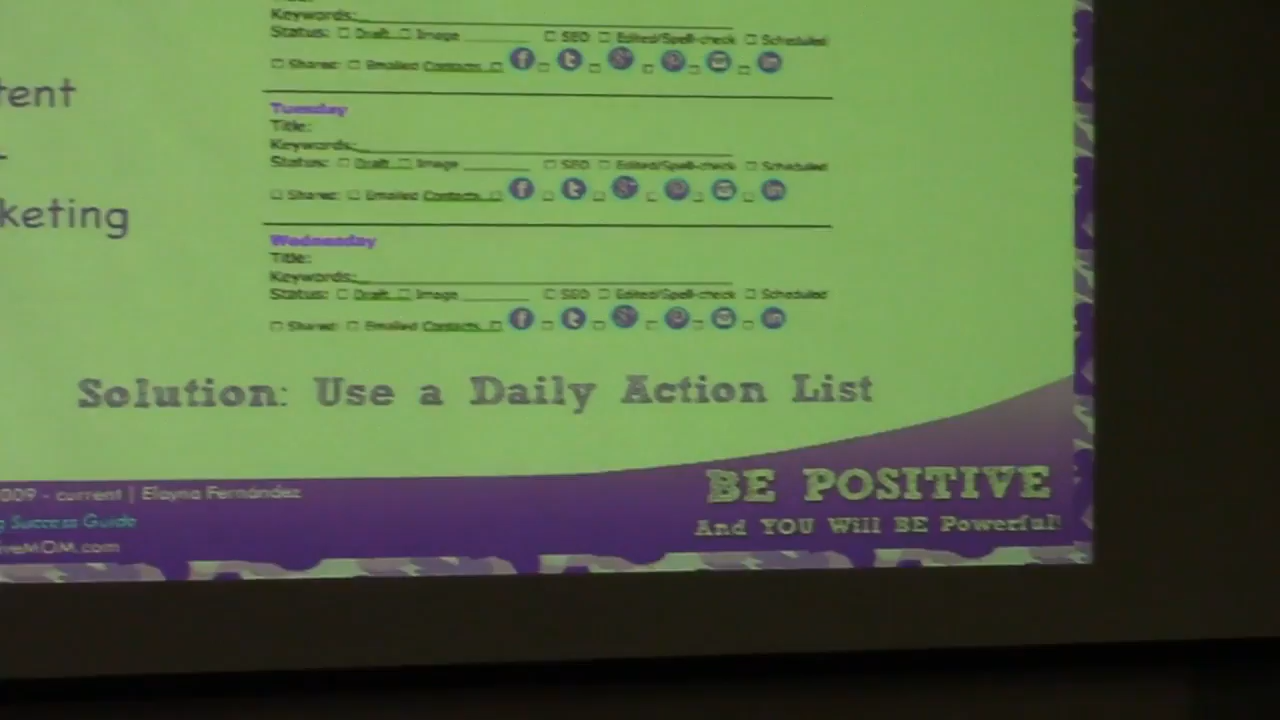 Keywords:
Status: Draft Image SEO Edited/Spell-check Scheduled
Shared: Emailed Contacts
Tuesday
Title:
Keywords:
Status: Draft Image SEO Edited/Spell-check Scheduled
Shared: Emailed Contacts
Wednesday
Title:
Keywords:
Status: Draft Image SEO Edited/Spell-check Scheduled
Shared: Emailed Contacts
tent
keting
Solution: Use a Daily Action List
BE POSITIVE
And YOU Will BE Powerful!
009 - current | Elayna Fernández
g Success Guide
iveMOM.com